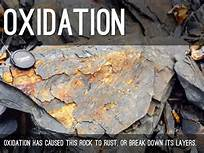 OXIDATION
OXIDATION HAS CAUSED THIS ROCK TO RUST, OR BREAK DOWN ITS LAYERS.